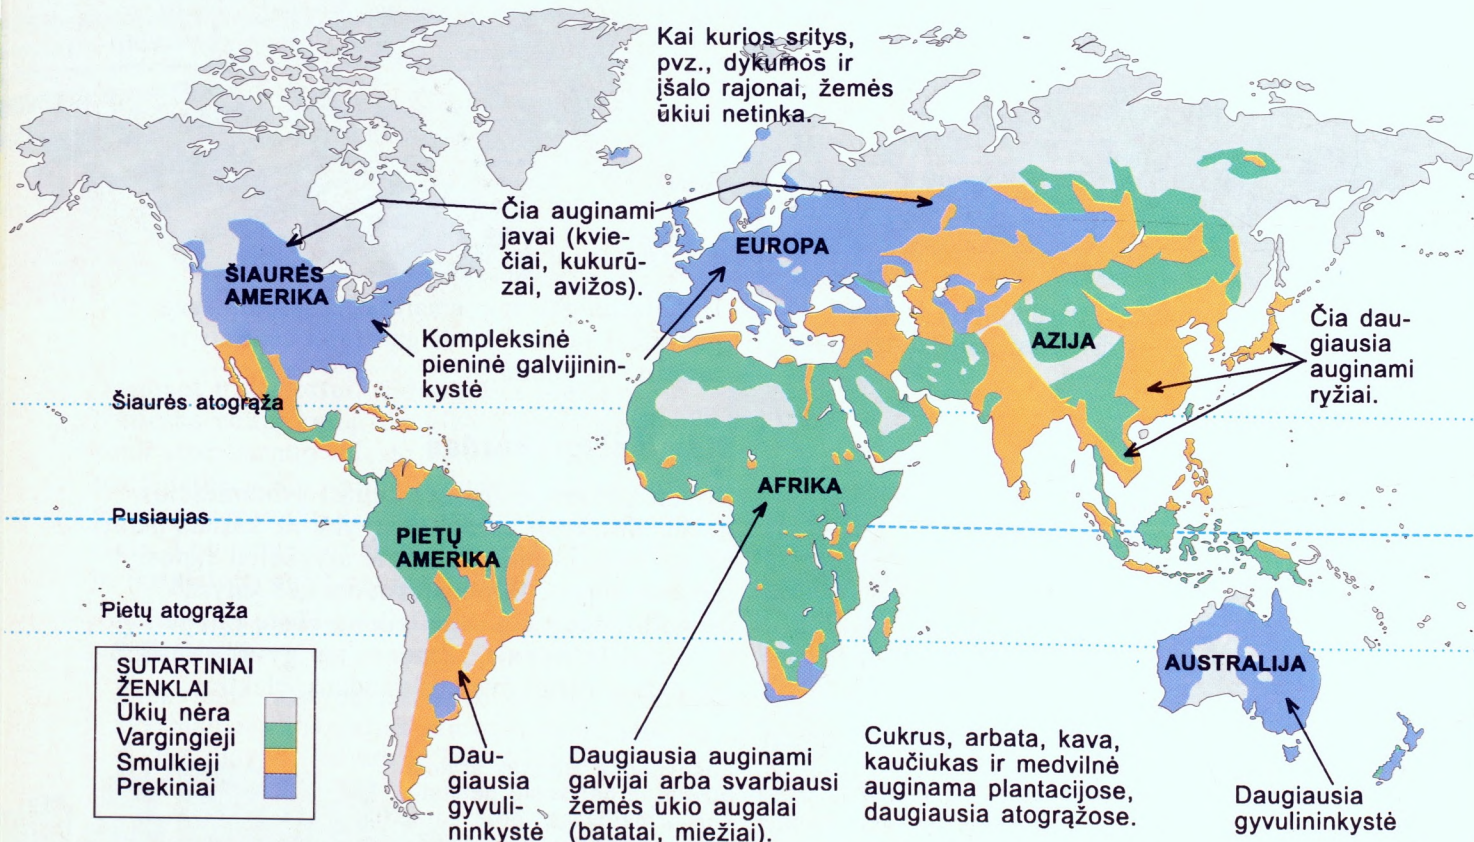 Kai kurios sritys,
pvz., dykumos ir
įšalo rajonai, žemės
ūkiui netinka.
Čia auginami
javai (kvie-
čiai, kukurū-
zai, avižos).
EUROPA
ŠIAURĖS
AMERIKA
Kompleksinė
pieninė galvijinin-
kystė
AZIJA
Čia dau-
giausia
auginami
ryžiai.
Šiaurės atogrąža
AFRIKA
Pusiaujas
PIETŲ
AMERIKA
Pietų atogrąža
AUSTRALIJA
SUTARTINIAI
ŽENKLAI
Ūkių nėra
Vargingieji
Smulkieji
Prekiniai
Dau-
giausia
gyvuli-
ninkystė
Daugiausia auginami
galvijai arba svarbiausi
žemės ūkio augalai
(batatai, miežiai).
Cukrus, arbata, kava,
kaučiukas ir medvilnė
auginama plantacijose,
daugiausia atogrąžose.
Daugiausia
gyvulininkystė